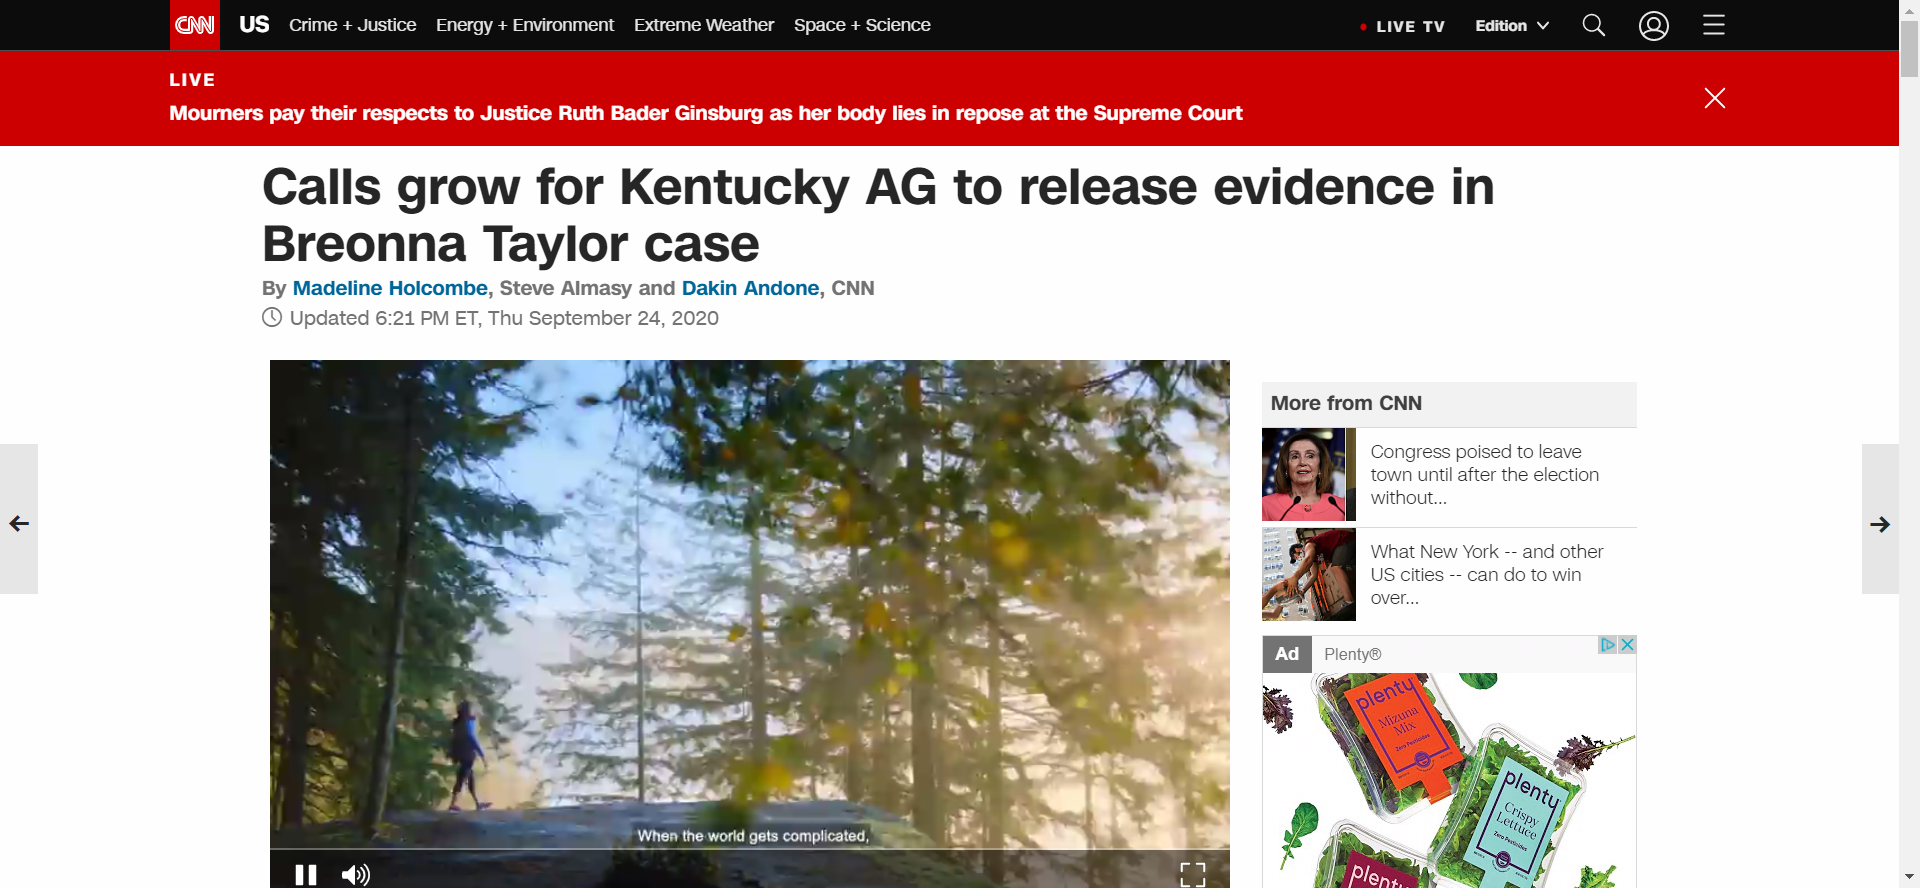 CNN US Crime + Justice Energy + Environment Extreme Weather Space + Science LIVE TV Edition
LIVE
Mourners pay their respects to Justice Ruth Bader Ginsburg as her body lies in repose at the Supreme Court
Calls grow for Kentucky AG to release evidence in
Breonna Taylor case
By Madeline Holcombe, Steve Almasy and Dakin Andone, CNN
Updated 6:21 PM ET, Thu September 24, 2020
When the world gets complicated,
More from CNN
Congress poised to leave
town until after the election
without...
What New York -- and other
US cities -- can do to win
over...
Ad Plenty®
plenty
Mizuna
Mix
Zero Pesticides
plenty
Crispy
Lettuce
Zero Pesticides
plenty